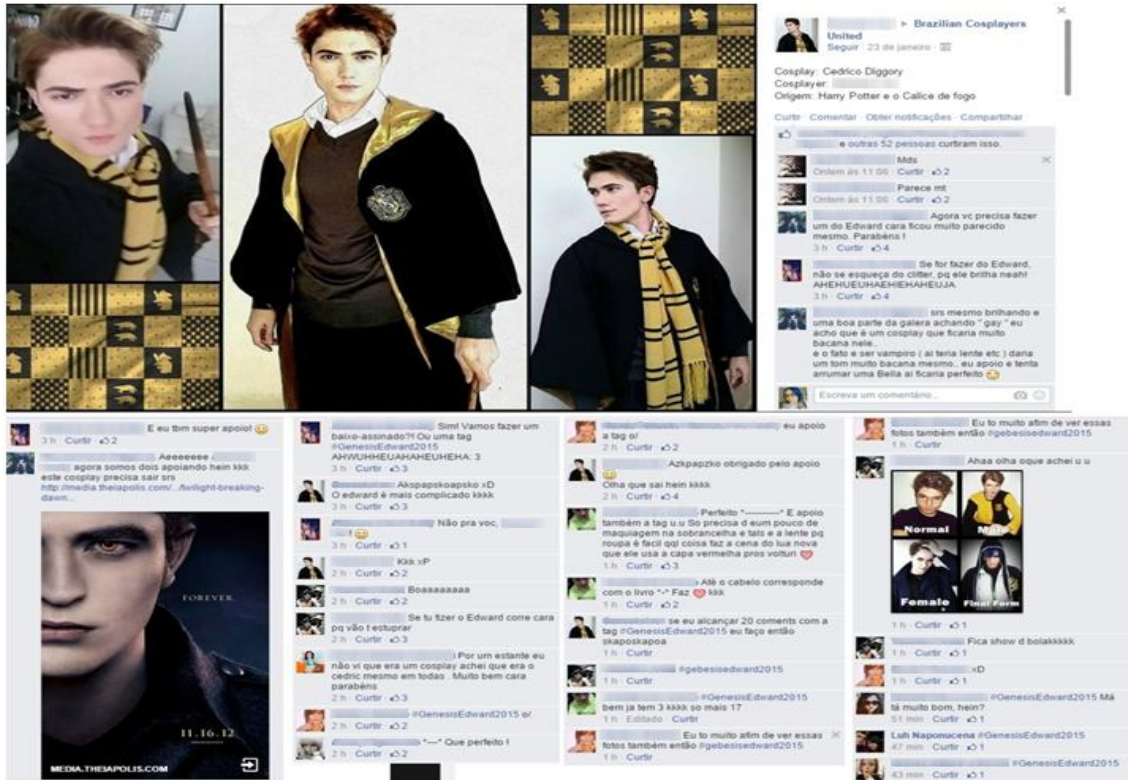 Brazilian Cosplayers
United
Seguir · 23 de janeiro
Cosplay: Cedrico Diggory
Cosplayer:
Origem: Harry Potter e o Callice de fogo
Curtir · Comentar · Obter notificações · Compartilhar
e outras 52 pessoas curtiram isso.
Mds
Ontem às 11:06 · Curtir · 2
Parece mt
Ontem às 11:06 · Curtir · 2
Agora vc precisa fazer
um do Edward cara ficou muito parecido
mesmo. Parabéns !
3 h · Curtir · 4
Se for fazer do Edward,
não se esqueça do clitter, pq ele brilha neah!
AHEHUEUHAEHIEHAHEUJA
3 h · Curtir · 4
srs mesmo brilhando e
uma boa parte da galera achando " gay " eu
acho que é um cosplay que ficaria muito
bacana nele..
e o fato e ser vampiro ( ai teria lente etc ) daria
um tom muito bacana mesmo.. eu apoio e tenta
arrumar uma Bella ai ficaria perfeito
Escreva um comentário...
E eu tbm super apoio!
3 h · Curtir · 2
Aeeeeeee
agora somos dois apoiando hein kkk
este cosplay precisa sair srs
http://media.theiapolis.com/.../twilight-breaking-
dawn...
FOREVER
11.16.12
MEDIA.THEIAPOLIS.COM
Sim! Vamos fazer um
baixo-assinado?! Ou uma tag
#GenesisEdward2015
AHWUHHEUAHAHEUHEHA: 3
3 h · Curtir · 3
Akspapskoapsko xD
O edward é mais complicado kkkk
3 h · Curtir · 3
Não pra voc,
!
3 h · Curtir · 1
Kkk xP
2 h · Curtir · 2
Boaaaaaaa
2 h · Curtir · 2
Se tu fizer o Edward corre cara
pq vão t estuprar
2 h · Curtir · 3
Por um estante eu
não vi que era um cosplay achei que era o
cedric mesmo em todas . Muito bem cara
parabéns
2 h · Curtir · 3
#GenesisEdward2015 o/
2 h · Curtir · 2
*---* Que perfeito !
2 h · Curtir · 2
eu apoio
a tag o/
2 h · Curtir · 2
Azkpapzko obrigado pelo apoio
Olha que sai hein kkkk
2 h · Curtir · 4
Perfeito *----------* E apoio
também a tag u.u So precisa d eum pouco de
maquiagem na sobrancelha e tals e a lente pq
roupa é facil qql coisa faz a cena do lua nova
que ele usa a capa vermelha pros volturi
1 h · Curtir · 3
Até o cabelo corresponde
com o livro *-* Faz kkk
1 h · Curtir · 2
se eu alcançar 20 coments com a
tag #GenesisEdward2015 eu faço então
skaposkapoa
1 h · Curtir
#gebesisedward2015
1 h · Curtir
#GenesisEdward2015
bem ja tem 3 kkkk so mais 17
1 h · Editado · Curtir
Eu to muito afim de ver essas
fotos também então #gebesisedward2015
1 h · Curtir
Eu to muito afim de ver essas
fotos também então #gebesisedward2015
1 h · Curtir
Ahaa olha oque achei u u
Normal
Male
Female
Final Form
1 h · Curtir · 1
Fica show d bolakkkkk
1 h · Curtir · 1
xD
1 h · Curtir · 1
#GenesisEdward2015 Má
tá muito bom, hein?
51 min · Curtir · 1
Luh Naponucena #GenesisEdward2015
47 min · Curtir · 1
#GenesisEdward2015
43 min · Curtir · 1